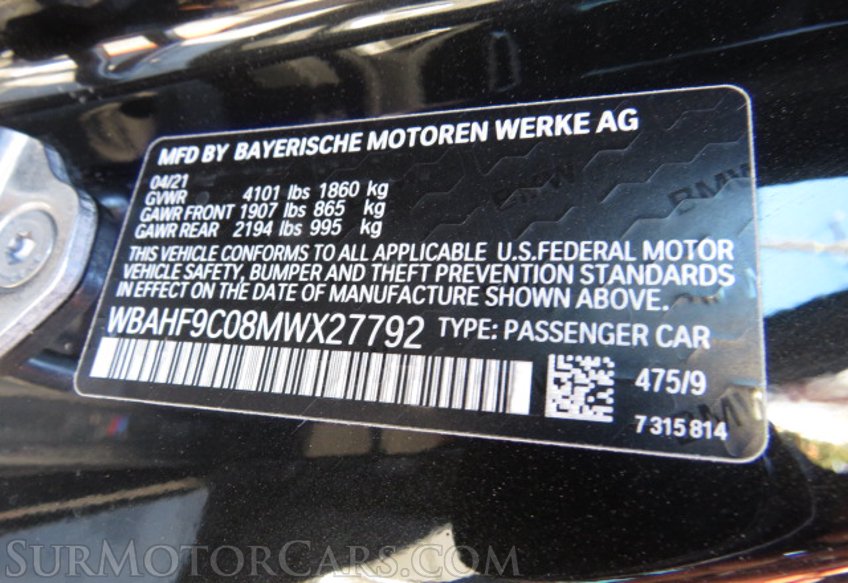 MFD BY BAYERISCHE MOTOREN WERKE AG
04/21
GVWR 4101 lbs 1860 kg
GAWR FRONT 1907 lbs 865 kg
GAWR REAR 2194 lbs 995 kg
THIS VEHICLE CONFORMS TO ALL APPLICABLE U.S.FEDERAL MOTOR
VEHICLE SAFETY, BUMPER AND THEFT PREVENTION STANDARDS
IN EFFECT ON THE DATE OF MANUFACTURE SHOWN ABOVE.
WBAHF9C08MWX27792 TYPE: PASSENGER CAR
475/9
7 315 814
BMW
BMW
BMW
SURMOTORCARS.COM